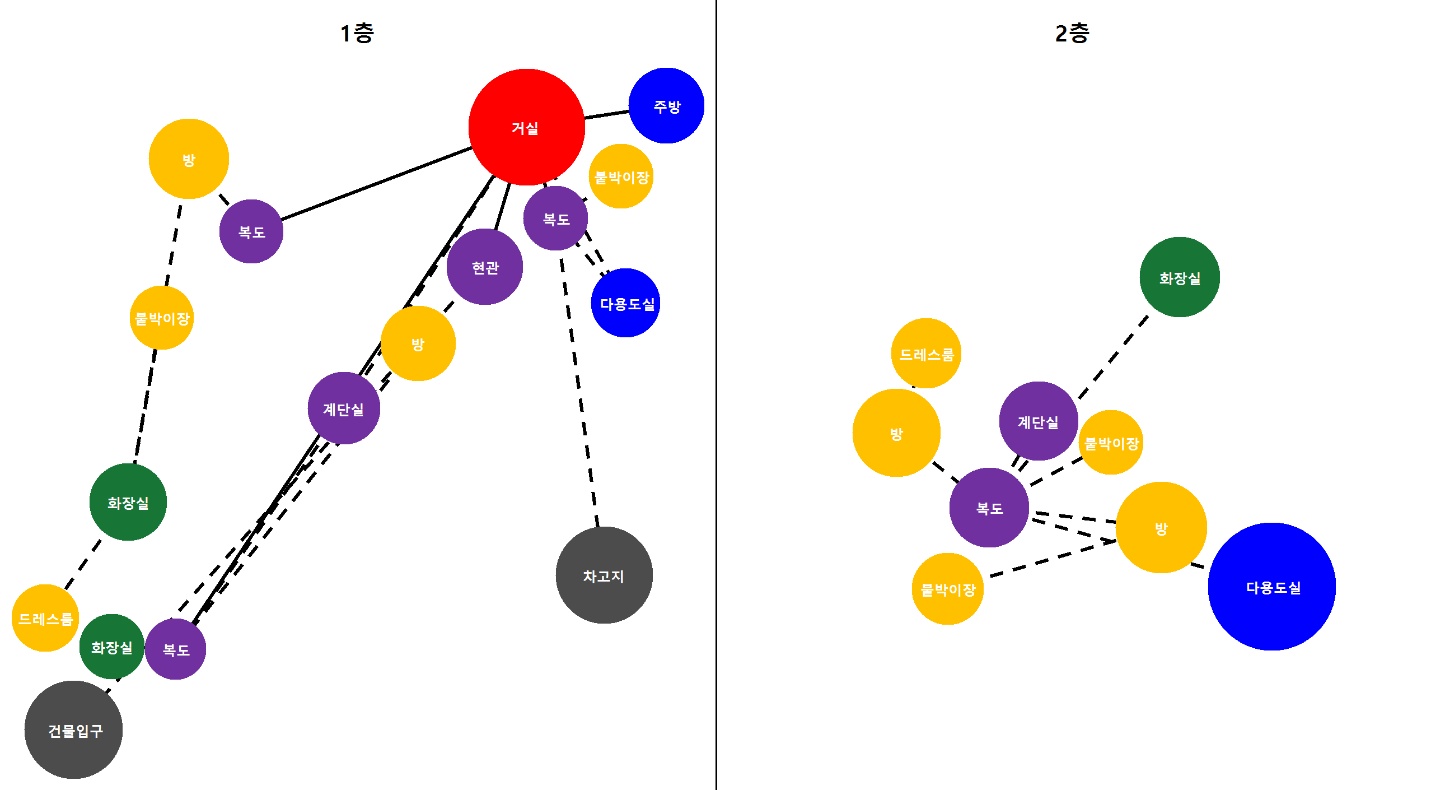 1층
거실
주방
방
붙박이장
복도
복도
현관
다용도실
붙박이장
방
계단실
화장실
차고지
드레스룸
화장실
복도
건물입구
2층
화장실
드레스룸
계단실
방
붙박이장
복도
방
다용도실
붙박이장